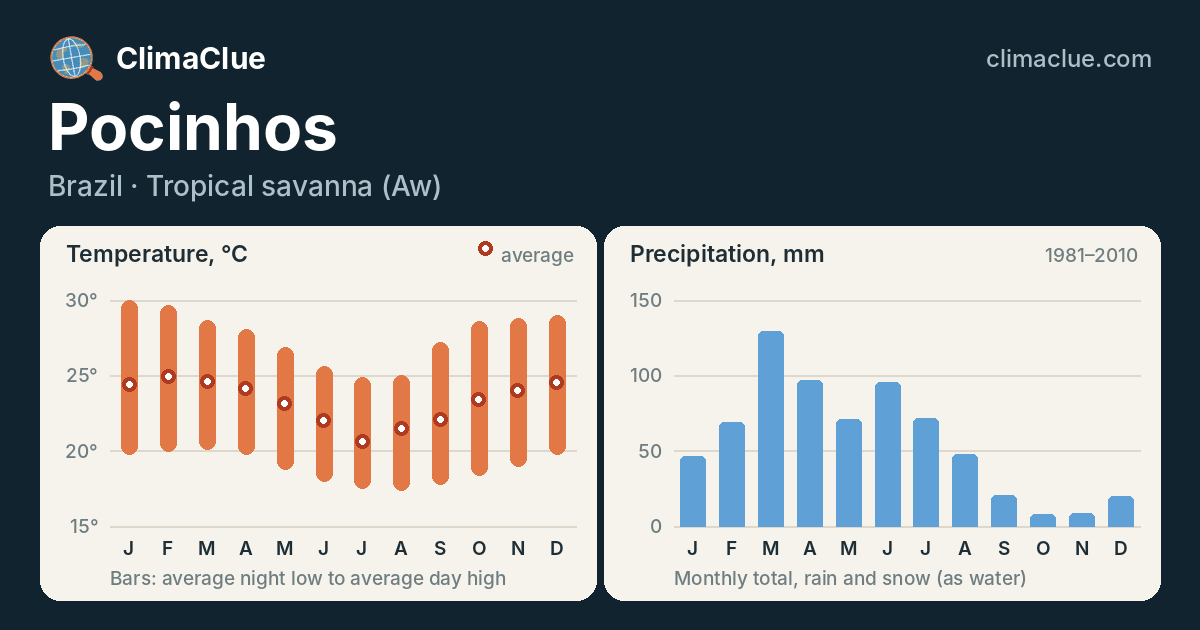 ClimaClue
climaclue.com
Pocinhos
Brazil · Tropical savanna (Aw)
Temperature, °C
average
30°
25°
20°
15°
J F M A M J J A S O N D
Bars: average night low to average day high
Precipitation, mm
1981–2010
150
100
50
0
J F M A M J J A S O N D
Monthly total, rain and snow (as water)